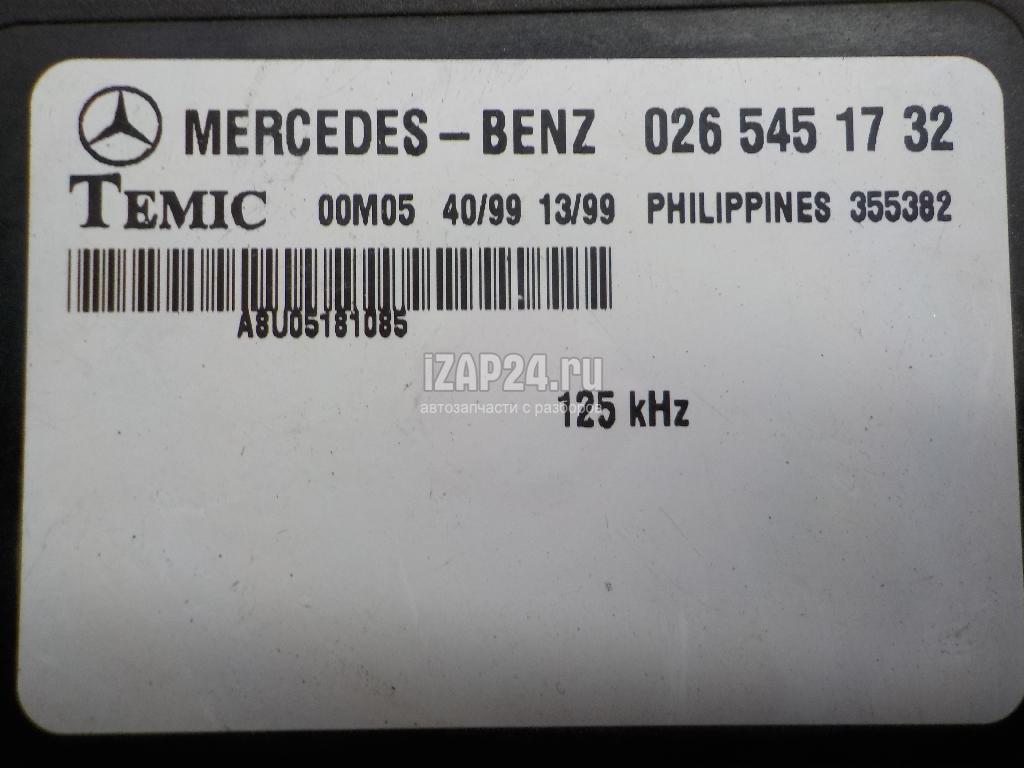 MERCEDES-BENZ 026 545 17 32
TEMIC 00M05 40/99 13/99 PHILIPPINES 355382
A8U05181085
iZAP24.ru
автозапчасти с разборов
125 kHz